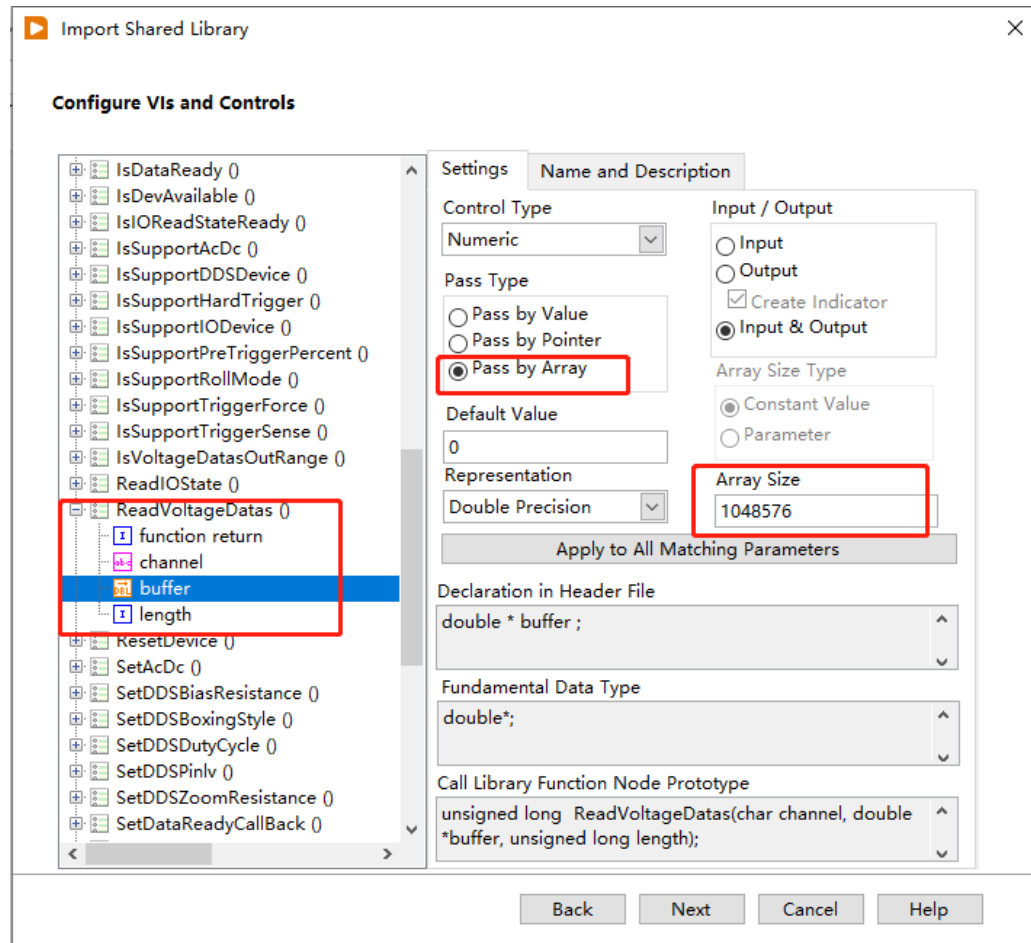 Import Shared Library
Configure VIs and Controls
IsDataReady ()
IsDevAvailable ()
IsIOReadStateReady ()
IsSupportAcDc ()
IsSupportDDSDevice ()
IsSupportHardTrigger ()
IsSupportIODevice ()
IsSupportPreTriggerPercent ()
IsSupportRollMode ()
IsSupportTriggerForce ()
IsSupportTriggerSense ()
IsVoltageDatasOutRange ()
ReadIOState ()
ReadVoltageDatas ()
I function return
abc channel
DBL buffer
I length
ResetDevice ()
SetAcDc ()
SetDDSBiasResistance ()
SetDDSBoxingStyle ()
SetDDSDutyCycle ()
SetDDSPinlv ()
SetDDSZoomResistance ()
SetDataReadyCallBack ()
Settings
Name and Description
Control Type
Numeric
Pass Type
Pass by Value
Pass by Pointer
Pass by Array
Default Value
0
Representation
Double Precision
Input / Output
Input
Output
Create Indicator
Input & Output
Array Size Type
Constant Value
Parameter
Array Size
1048576
Apply to All Matching Parameters
Declaration in Header File
double * buffer ;
Fundamental Data Type
double*;
Call Library Function Node Prototype
unsigned long ReadVoltageDatas(char channel, double
*buffer, unsigned long length);
Back
Next
Cancel
Help